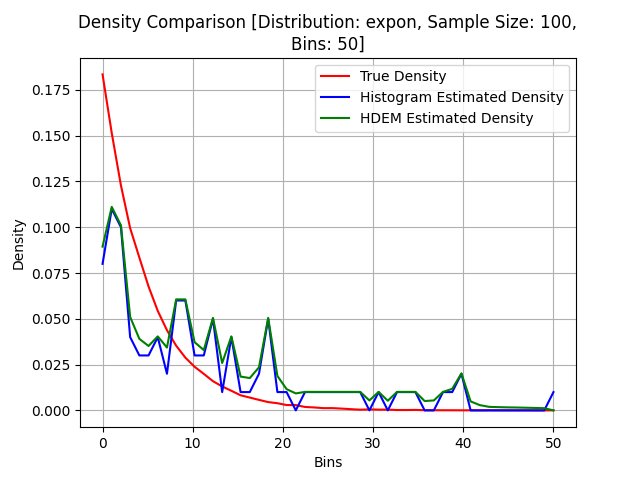 Density Comparison [Distribution: expon, Sample Size: 100,
Bins: 50]
True Density
Histogram Estimated Density
HDEM Estimated Density
Density
0.175
0.150
0.125
0.100
0.075
0.050
0.025
0.000
0 10 20 30 40 50
Bins